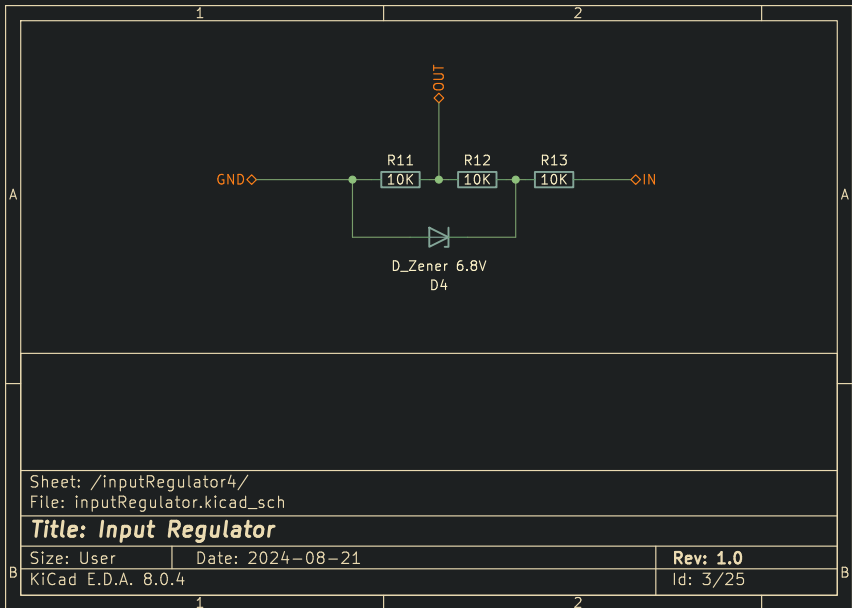 1 2
OUT
R11 R12 R13
GND 10K 10K 10K IN
A A
D_Zener 6.8V
D4
Sheet: /inputRegulator4/
File: inputRegulator.kicad_sch
Title: Input Regulator
Size: User Date: 2024-08-21 Rev: 1.0
B B
KiCad E.D.A. 8.0.4 Id: 3/25
1 2